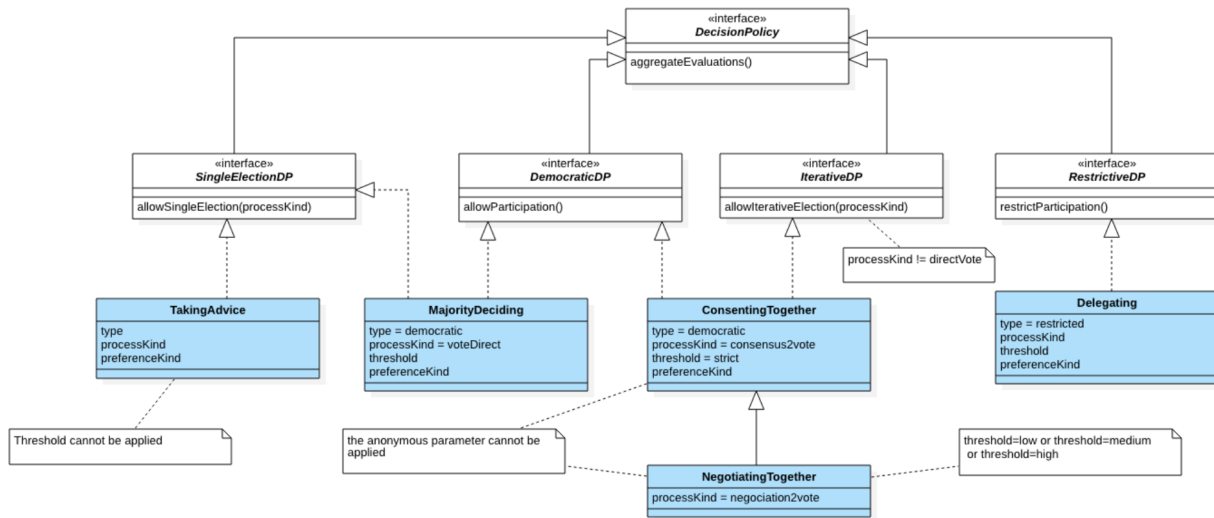 «interface»
DecisionPolicy
aggregateEvaluations()
«interface»
SingleElectionDP
allowSingleElection(processKind)
«interface»
DemocraticDP
allowParticipation()
«interface»
IterativeDP
allowIterativeElection(processKind)
«interface»
RestrictiveDP
restrictParticipation()
processKind != directVote
TakingAdvice
type
processKind
preferenceKind
MajorityDeciding
type = democratic
processKind = voteDirect
threshold
preferenceKind
ConsentingTogether
type = democratic
processKind = consensus2vote
threshold = strict
preferenceKind
Delegating
type = restricted
processKind
threshold
preferenceKind
Threshold cannot be applied
the anonymous parameter cannot be
applied
threshold=low or threshold=medium
or threshold=high
NegotiatingTogether
processKind = negociation2vote